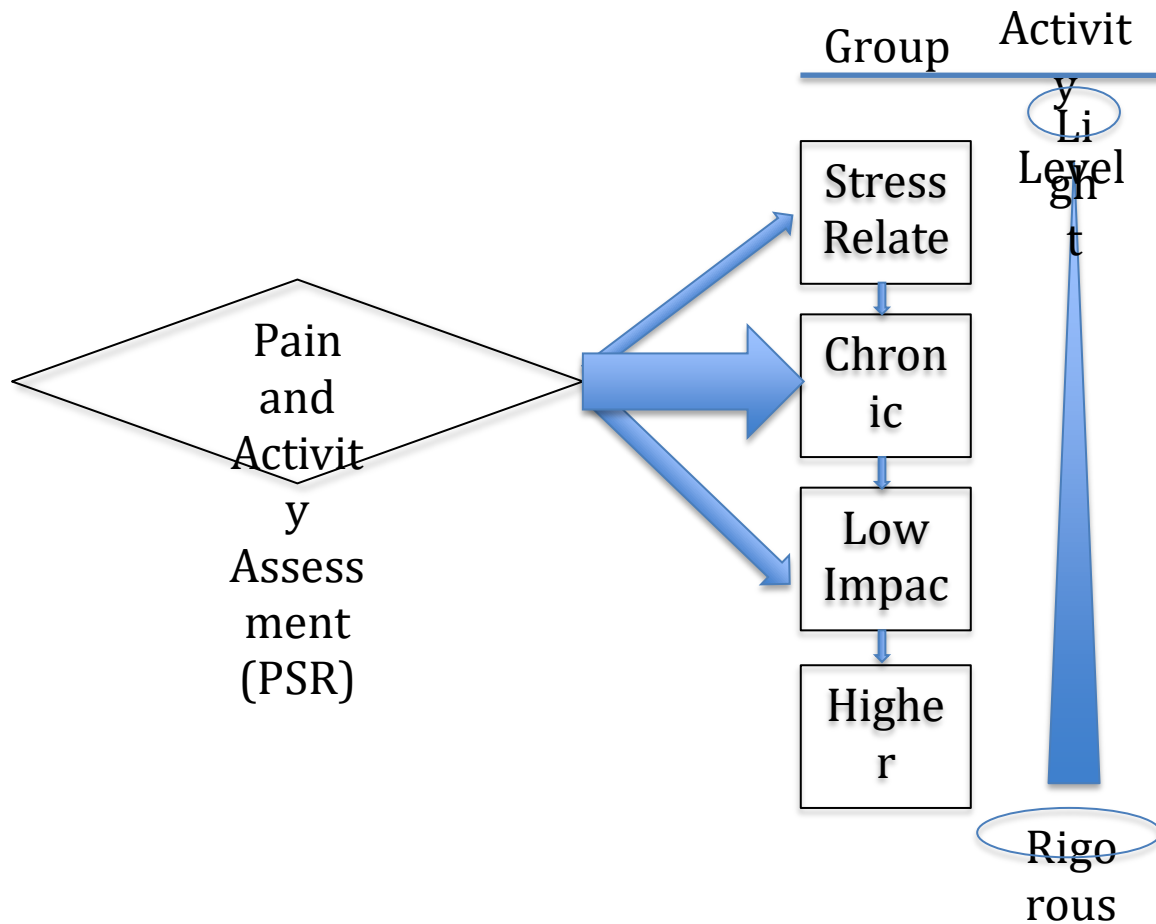 Group
Activit
y
Level
Li
gh
t
Stress
Relate
Pain
and
Activit
y
Assess
ment
(PSR)
Chron
ic
Low
Impac
Highe
r
Rigo
rous